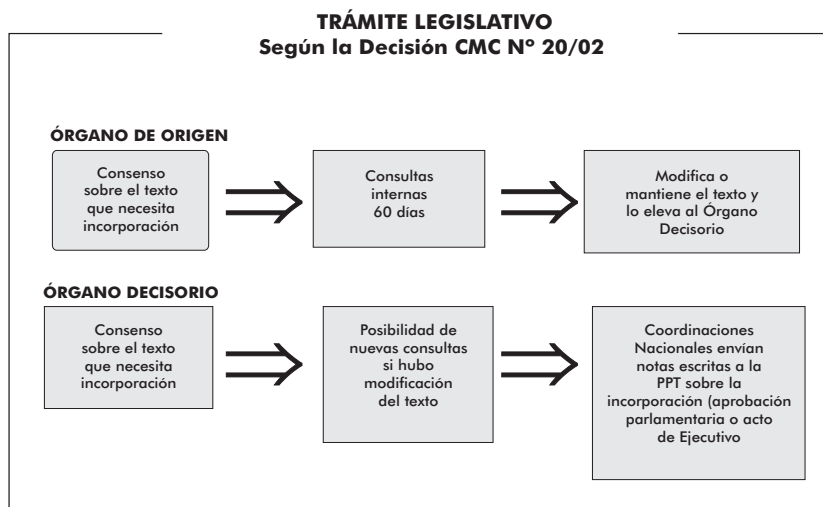 TRÁMITE LEGISLATIVO
Según la Decisión CMC Nº 20/02
ÓRGANO DE ORIGEN
Consenso
sobre el texto
que necesita
incorporación
Consultas
internas
60 días
Modifica o
mantiene el texto y
lo eleva al Órgano
Decisorio
ÓRGANO DECISORIO
Consenso
sobre el texto
que necesita
incorporación
Posibilidad de
nuevas consultas
si hubo
modificación
del texto
Coordinaciones
Nacionales envían
notas escritas a la
PPT sobre la
incorporación (aprobación
parlamentaria o acto
de Ejecutivo